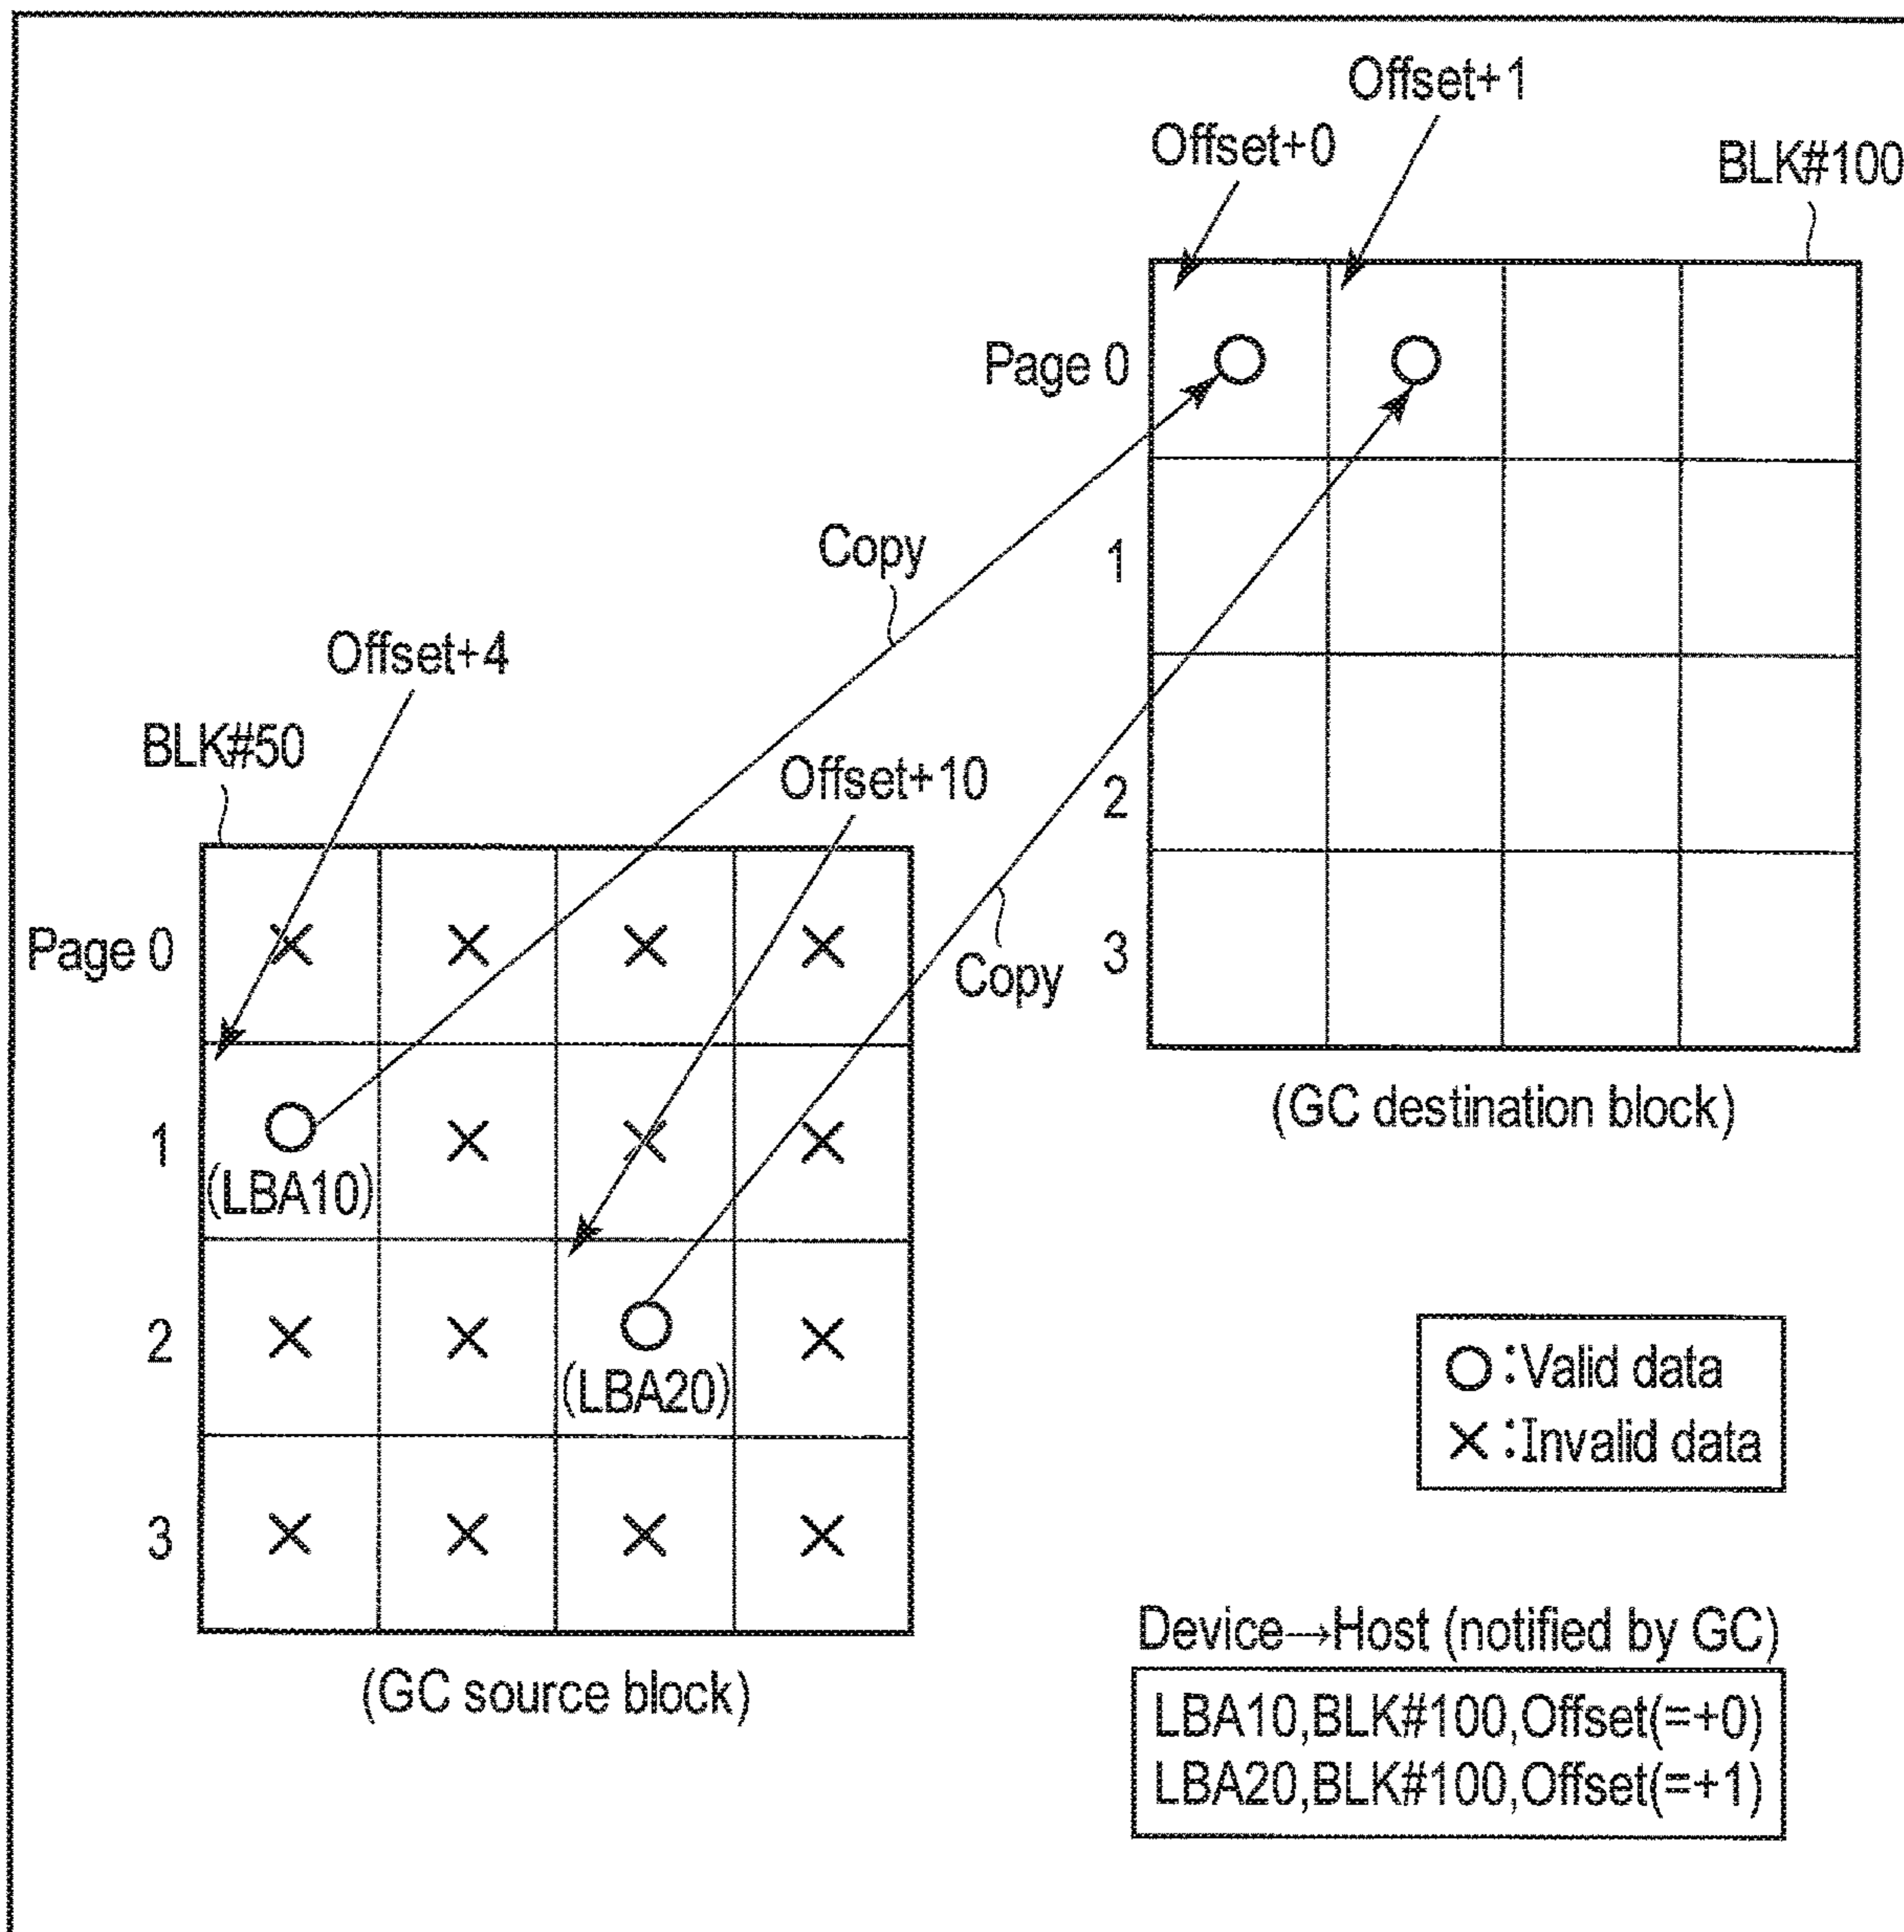 Offset+1
Offset+0
BLK#100
Page 0
1
2
3
Copy
Copy
Offset+4
BLK#50
Offset+10
Page 0
1
(LBA10)
2
(LBA20)
3
(GC destination block)
(GC source block)
○:Valid data
×:Invalid data
Device→Host (notified by GC)
LBA10,BLK#100,Offset(=+0)
LBA20,BLK#100,Offset(=+1)